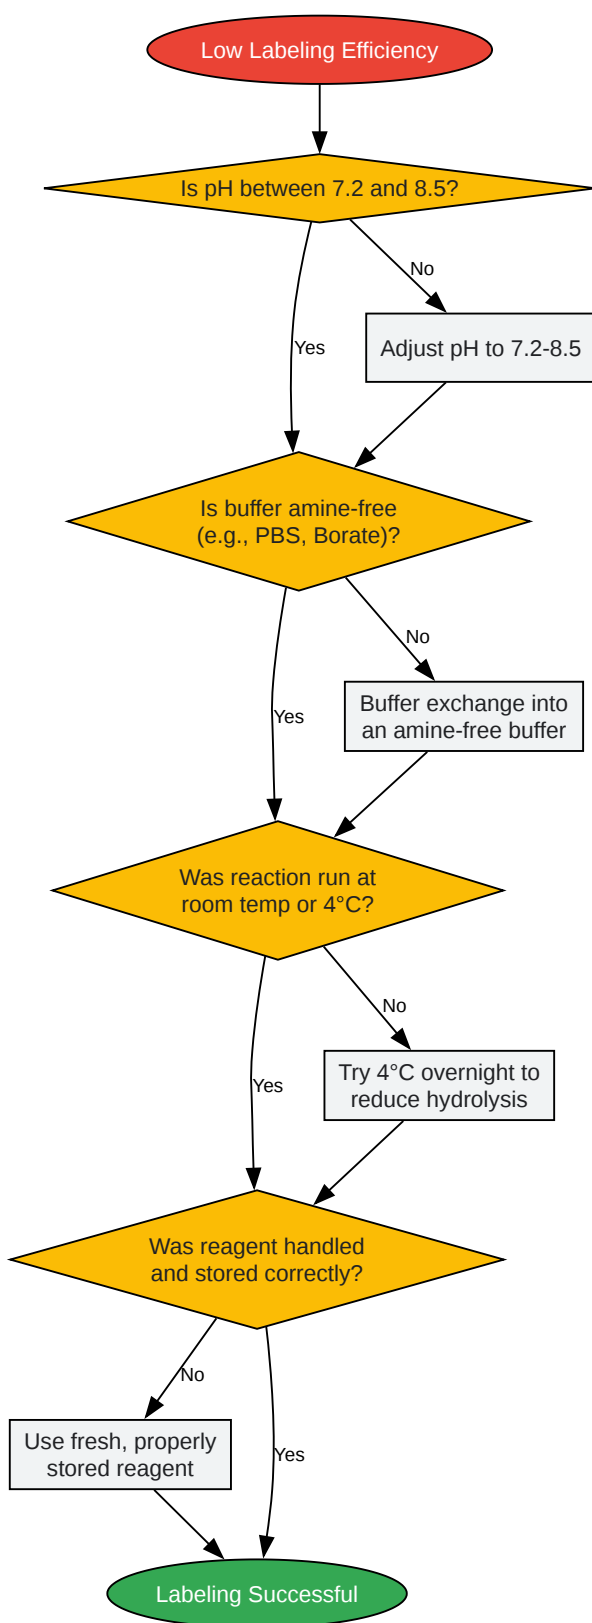 Low Labeling Efficiency
Is pH between 7.2 and 8.5?
No
Yes
Adjust pH to 7.2-8.5
Is buffer amine-free
(e.g., PBS, Borate)?
No
Yes
Buffer exchange into
an amine-free buffer
Was reaction run at
room temp or 4°C?
No
Yes
Try 4°C overnight to
reduce hydrolysis
Was reagent handled
and stored correctly?
No
Yes
Use fresh, properly
stored reagent
Labeling Successful